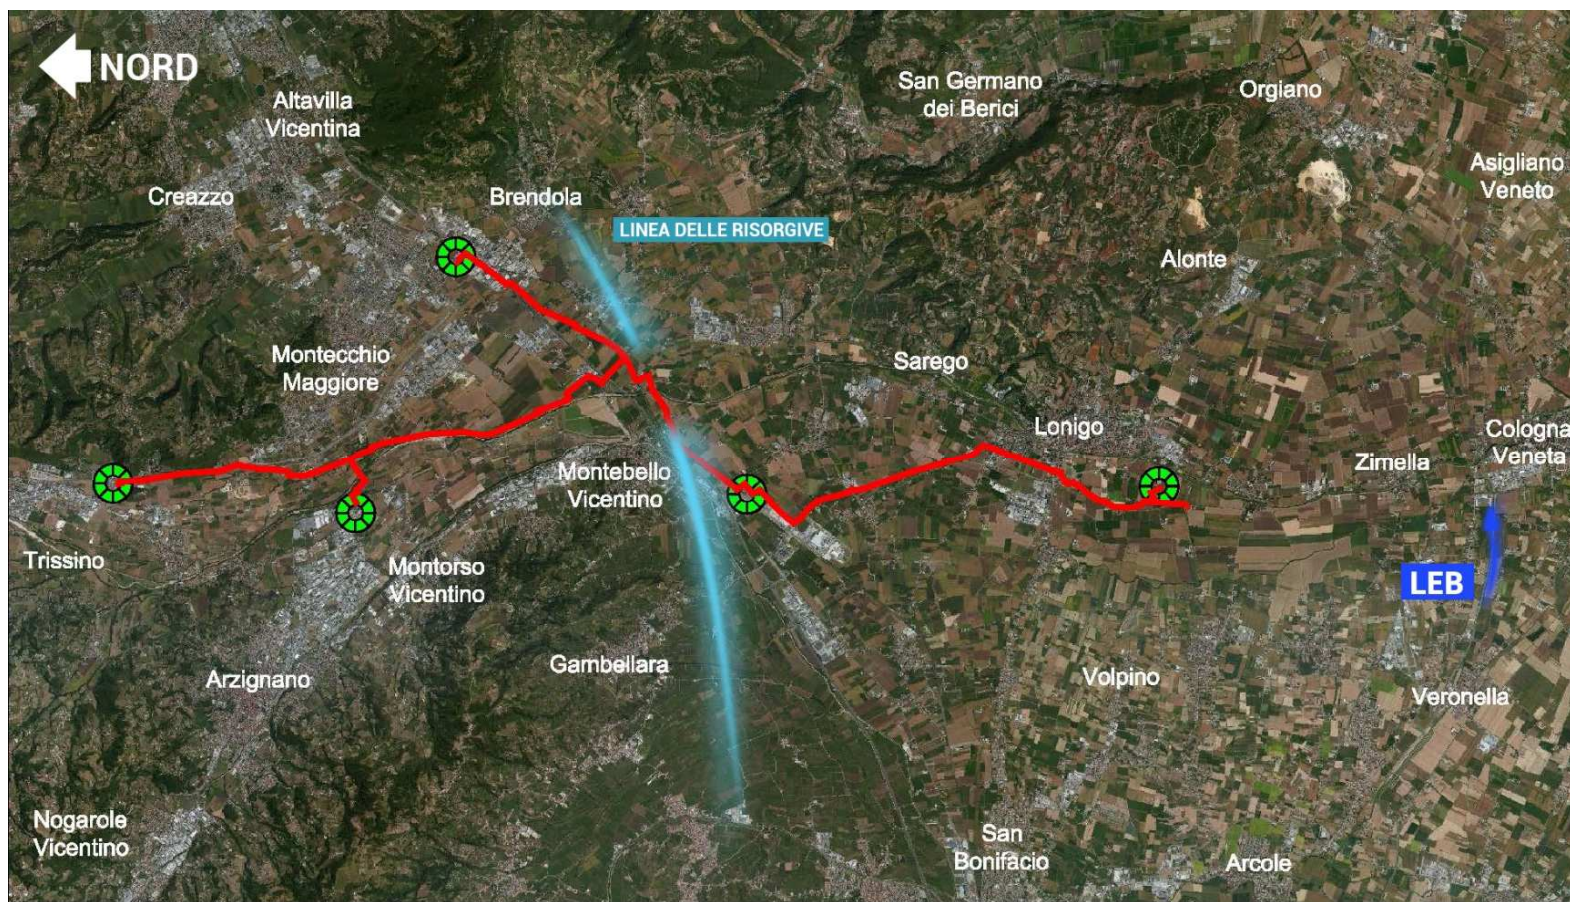 NORD
Altavilla
Vicentina
San Germano
dei Berici
Orgiano
Asigliano
Veneto
Creazzo
Brendola
LINEA DELLE RISORGIVE
Alonte
Montecchio
Maggiore
Sarego
Lonigo
Cologna
Veneta
Zimella
Montebello
Vicentino
Trissino
Montorso
Vicentino
LEB
Gambellara
Arzignano
Volpino
Veronella
Nogarole
Vicentino
San
Bonifacio
Arcole